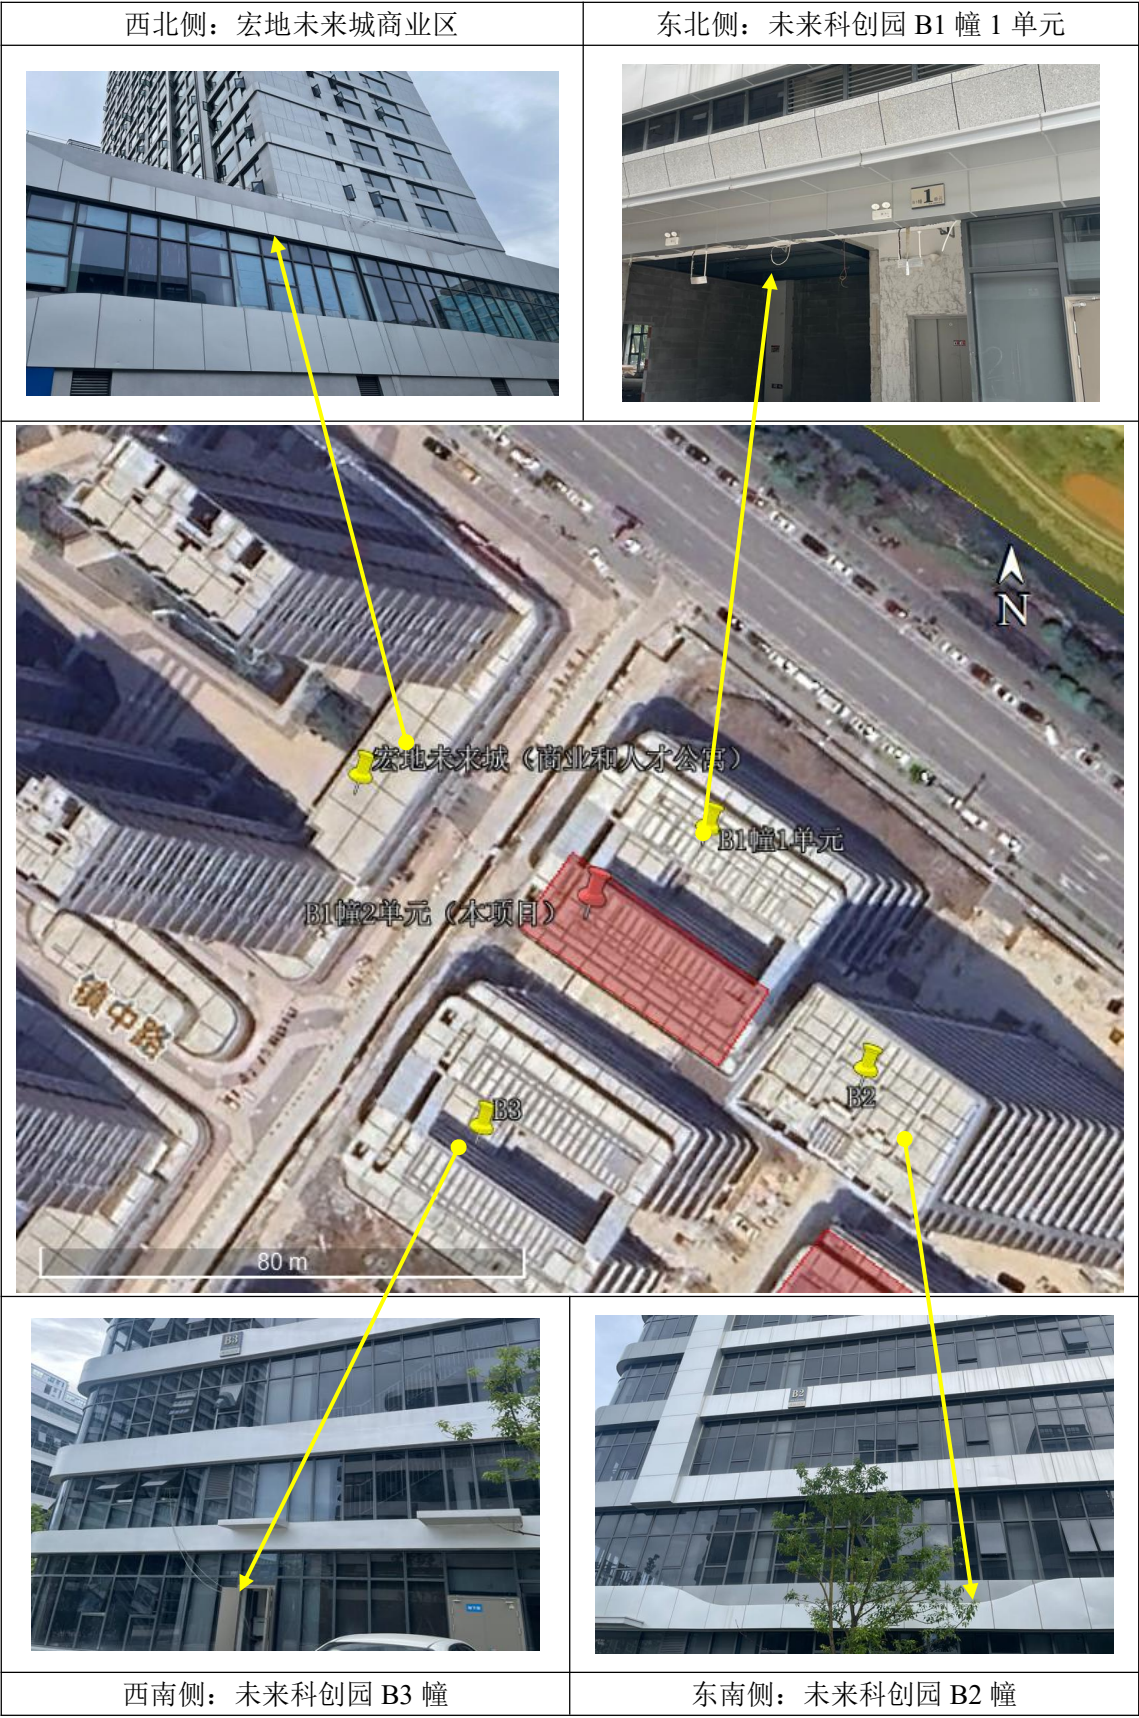 西北侧：宏地未来城商业区
东北侧：未来科创园 B1 幢 1 单元
1
N
宏地未来城（商业和人才公寓）
B1幢1单元
B1幢2单元（本项目）
镇中路
B2
B3
80 m
B3
B2
西南侧：未来科创园 B3 幢
东南侧：未来科创园 B2 幢